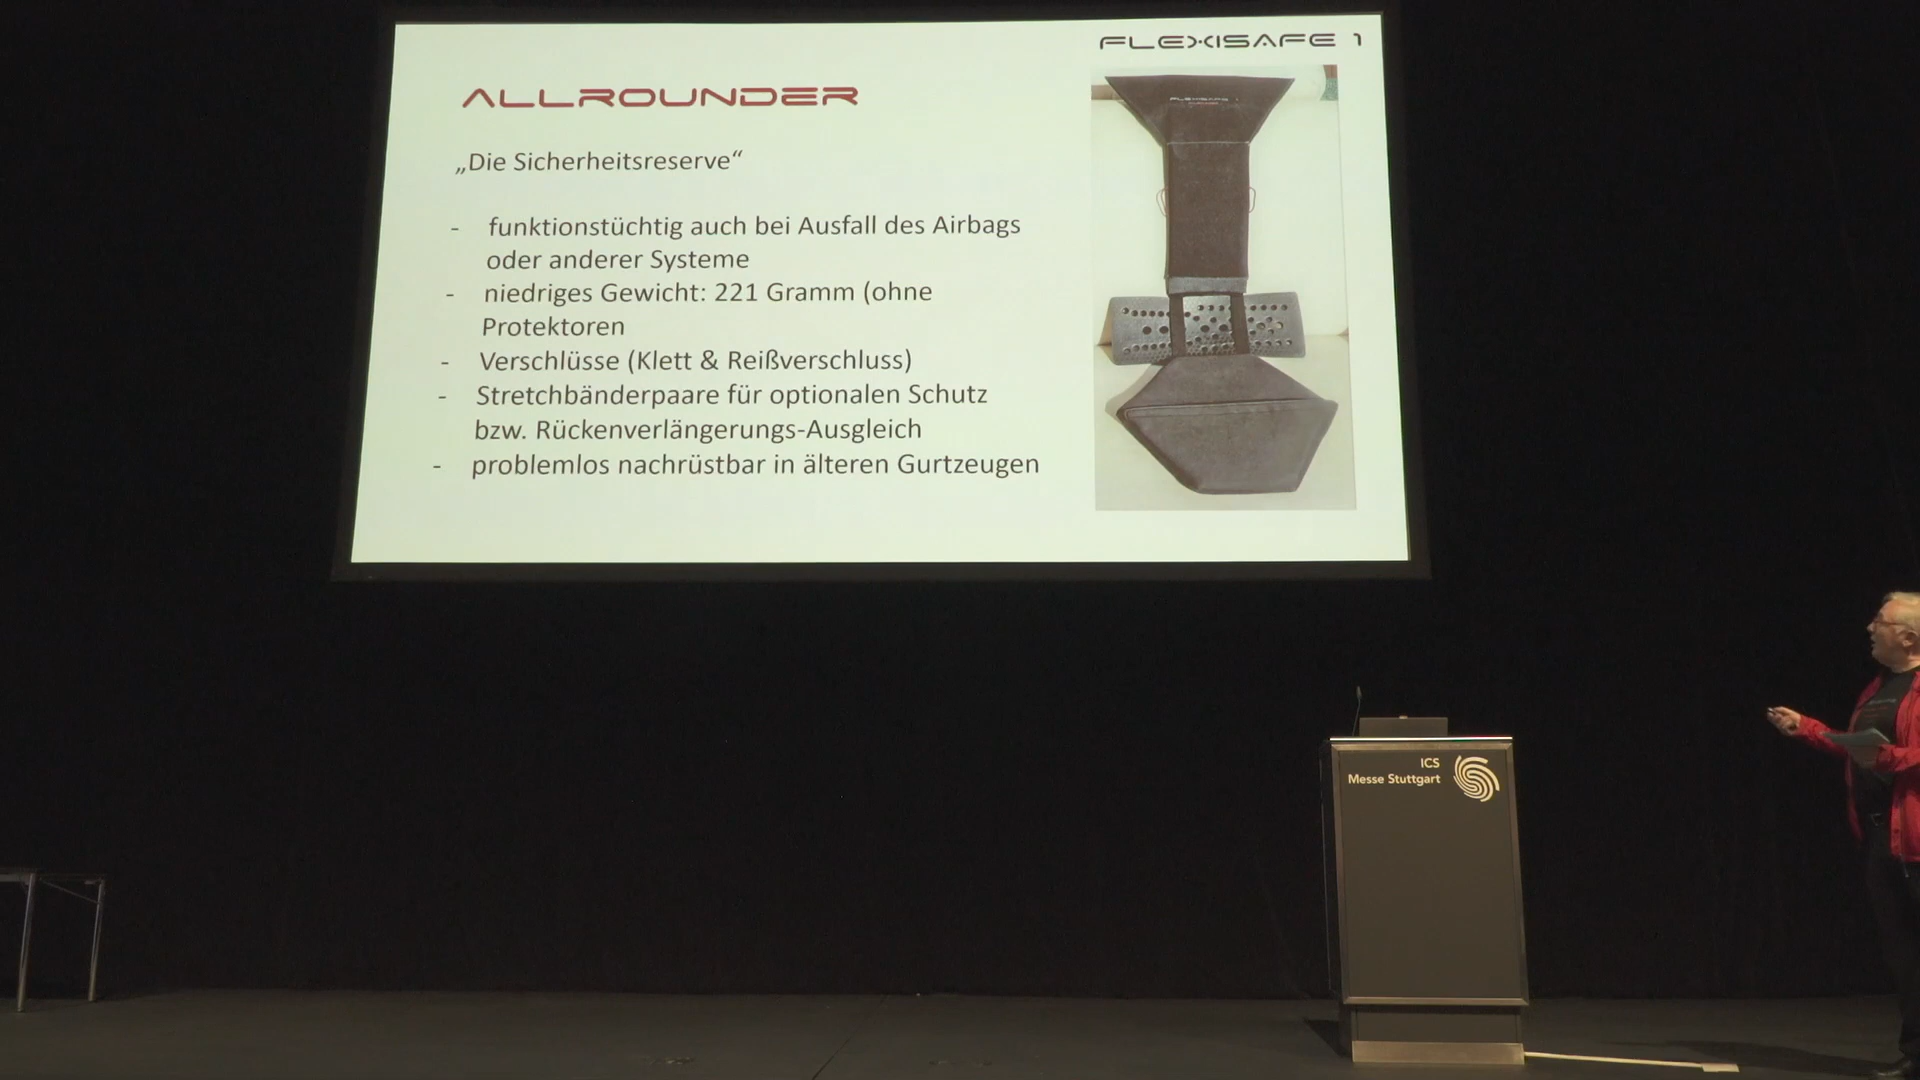 FLEXISAFE 1
ALLROUNDER
„Die Sicherheitsreserve“
- funktionstüchtig auch bei Ausfall des Airbags
oder anderer Systeme
- niedriges Gewicht: 221 Gramm (ohne
Protektoren
- Verschlüsse (Klett & Reißverschluss)
- Stretchbänderpaare für optionalen Schutz
bzw. Rückenverlängerungs-Ausgleich
- problemlos nachrüstbar in älteren Gurtzeugen
FLEXISAFE 1
ICS
Messe Stuttgart